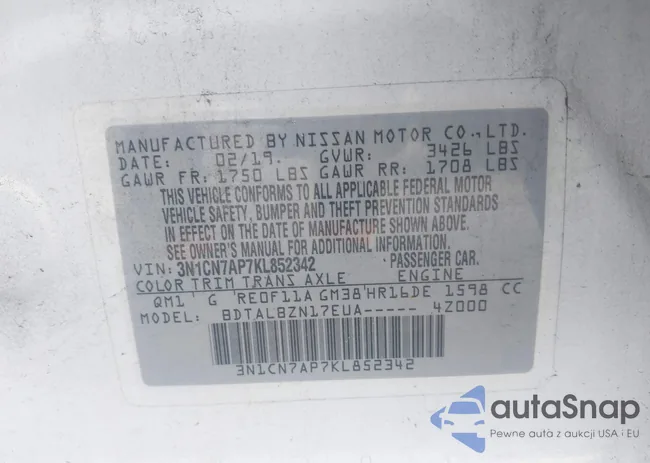 MANUFACTURED BY NISSAN MOTOR CO.,LTD.
DATE: 02/19. GVWR: 3426 LBS
GAWR FR: 1750 LBS GAWR RR: 1708 LBS
THIS VEHICLE CONFORMS TO ALL APPLICABLE FEDERAL MOTOR
VEHICLE SAFETY, BUMPER AND THEFT PREVENTION STANDARDS
IN EFFECT ON THE DATE OF MANUFACTURE SHOWN ABOVE.
SEE OWNER'S MANUAL FOR ADDITIONAL INFORMATION.
VIN: 3N1CN7AP7KL852342 PASSENGER CAR
COLOR TRIM TRANS AXLE ENGINE
QM1 G RE0F11A GM38 HR16DE 1598 CC
MODEL: BDTALBZN17EUA----- 4Z000
3N1CN7AP7KL852342
autaSnap
Pewne auta z aukcji USA i EU